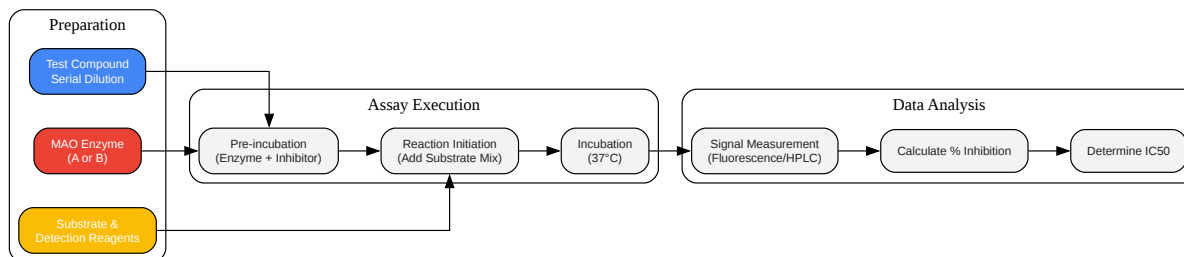 Preparation
Test Compound
Serial Dilution
MAO Enzyme
(A or B)
Substrate &
Detection Reagents
Assay Execution
Pre-incubation
(Enzyme + Inhibitor)
Reaction Initiation
(Add Substrate Mix)
Incubation
(37°C)
Data Analysis
Signal Measurement
(Fluorescence/HPLC)
Calculate % Inhibition
Determine IC50